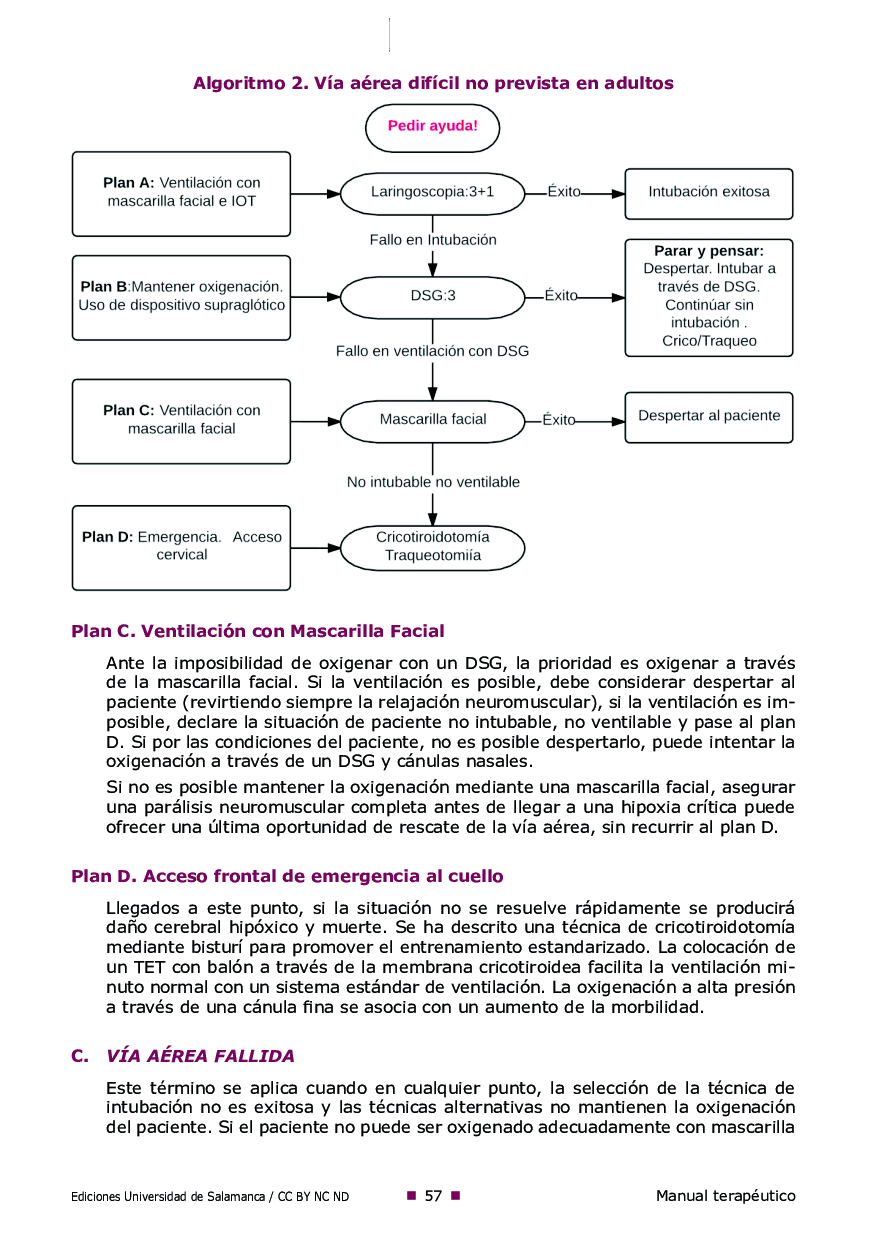 Algoritmo 2. Vía aérea difícil no prevista en adultos
Pedir ayuda!
Plan A: Ventilación con
mascarilla facial e IOT
Laringoscopia:3+1
Éxito
Intubación exitosa
Fallo en Intubación
Plan B:Mantener oxigenación.
Uso de dispositivo supraglótico
DSG:3
Éxito
Parar y pensar:
Despertar. Intubar a
través de DSG.
Continúar sin
intubación .
Crico/Traqueo
Fallo en ventilación con DSG
Plan C: Ventilación con
mascarilla facial
Mascarilla facial
Éxito
Despertar al paciente
No intubable no ventilable
Plan D: Emergencia. Acceso
cervical
Cricotiroidotomía
Traqueotomiía
Plan C. Ventilación con Mascarilla Facial
Ante la imposibilidad de oxigenar con un DSG, la prioridad es oxigenar a través
de la mascarilla facial. Si la ventilación es posible, debe considerar despertar al
paciente (revirtiendo siempre la relajación neuromuscular), si la ventilación es im-
posible, declare la situación de paciente no intubable, no ventilable y pase al plan
D. Si por las condiciones del paciente, no es posible despertarlo, puede intentar la
oxigenación a través de un DSG y cánulas nasales.
Si no es posible mantener la oxigenación mediante una mascarilla facial, asegurar
una parálisis neuromuscular completa antes de llegar a una hipoxia crítica puede
ofrecer una última oportunidad de rescate de la vía aérea, sin recurrir al plan D.
Plan D. Acceso frontal de emergencia al cuello
Llegados a este punto, si la situación no se resuelve rápidamente se producirá
daño cerebral hipóxico y muerte. Se ha descrito una técnica de cricotiroidotomía
mediante bisturí para promover el entrenamiento estandarizado. La colocación de
un TET con balón a través de la membrana cricotiroidea facilita la ventilación mi-
nuto normal con un sistema estándar de ventilación. La oxigenación a alta presión
a través de una cánula fina se asocia con un aumento de la morbilidad.
C. VÍA AÉREA FALLIDA
Este término se aplica cuando en cualquier punto, la selección de la técnica de
intubación no es exitosa y las técnicas alternativas no mantienen la oxigenación
del paciente. Si el paciente no puede ser oxigenado adecuadamente con mascarilla
Ediciones Universidad de Salamanca / CC BY NC ND ■ 57 ■ Manual terapéutico